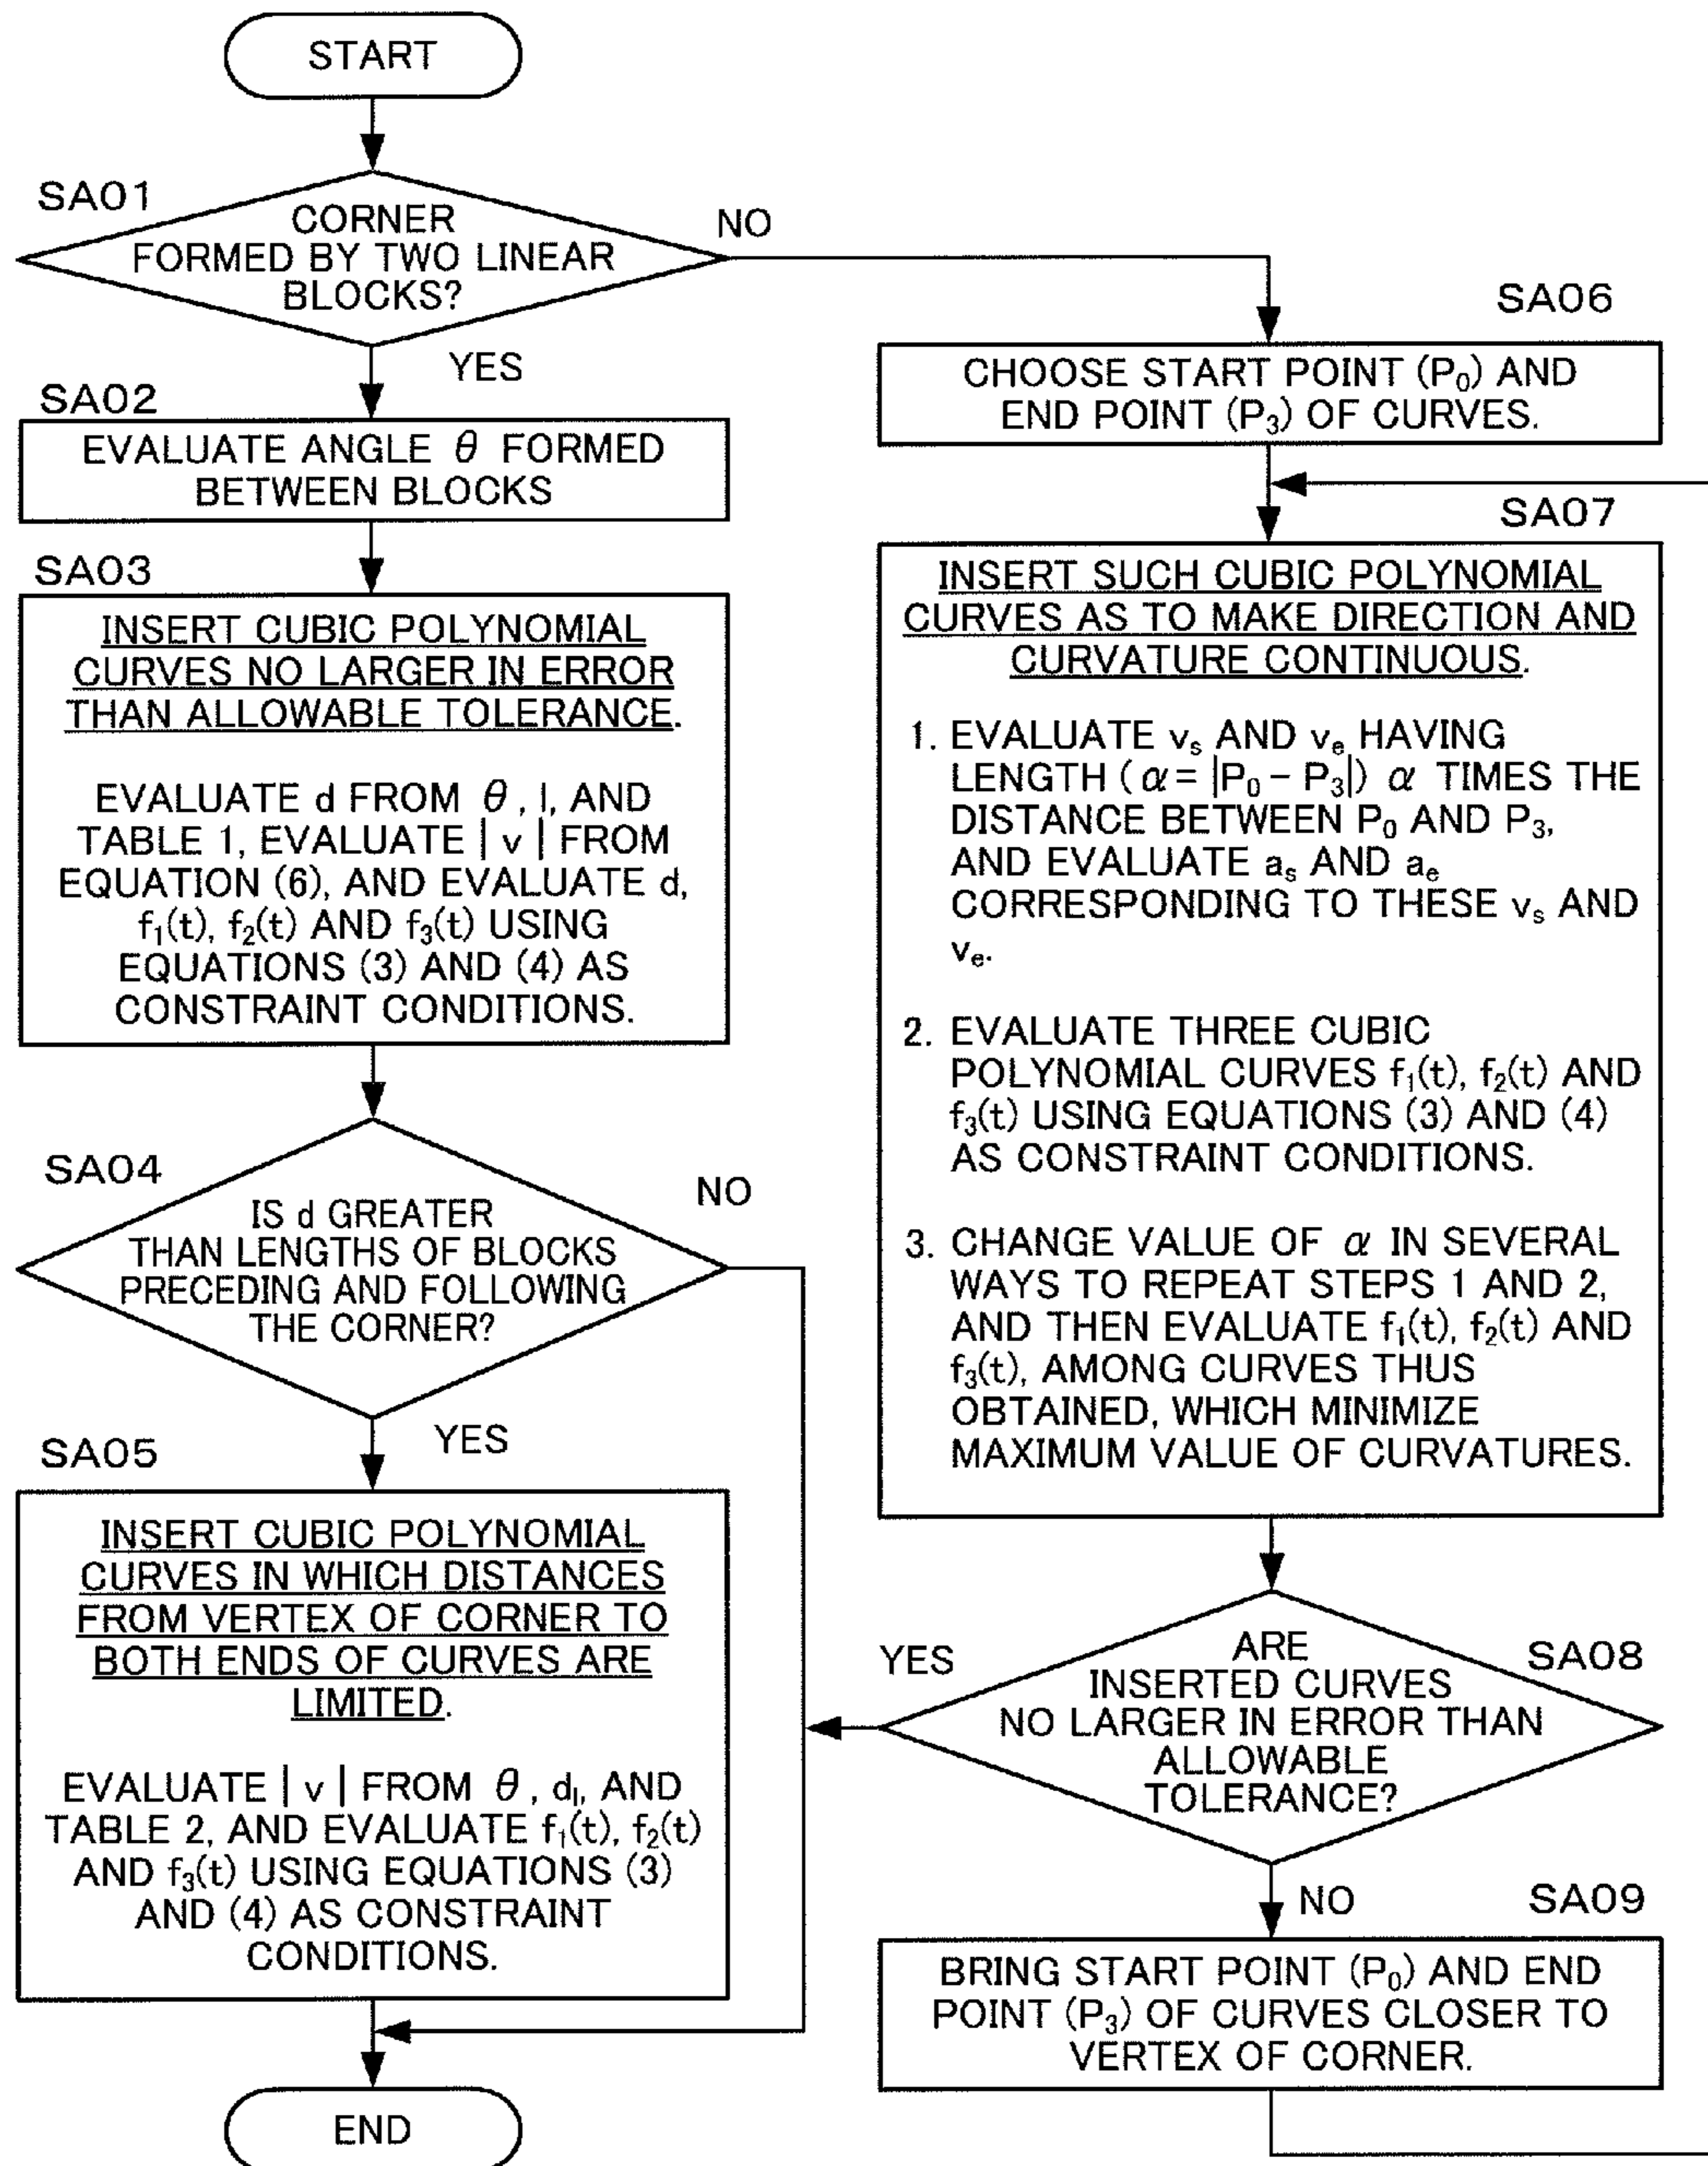 START
SA01
CORNER
FORMED BY TWO LINEAR
BLOCKS?
NO
YES
SA02
EVALUATE ANGLE θ FORMED
BETWEEN BLOCKS
SA03
INSERT CUBIC POLYNOMIAL
CURVES NO LARGER IN ERROR
THAN ALLOWABLE TOLERANCE.
EVALUATE d FROM θ, l, AND
TABLE 1, EVALUATE | v | FROM
EQUATION (6), AND EVALUATE d,
f₁(t), f₂(t) AND f₃(t) USING
EQUATIONS (3) AND (4) AS
CONSTRAINT CONDITIONS.
SA04
IS d GREATER
THAN LENGTHS OF BLOCKS
PRECEDING AND FOLLOWING
THE CORNER?
NO
YES
SA05
INSERT CUBIC POLYNOMIAL
CURVES IN WHICH DISTANCES
FROM VERTEX OF CORNER TO
BOTH ENDS OF CURVES ARE
LIMITED.
EVALUATE | v | FROM θ, dₗ, AND
TABLE 2, AND EVALUATE f₁(t), f₂(t)
AND f₃(t) USING EQUATIONS (3)
AND (4) AS CONSTRAINT
CONDITIONS.
END
SA06
CHOOSE START POINT (P₀) AND
END POINT (P₃) OF CURVES.
SA07
INSERT SUCH CUBIC POLYNOMIAL
CURVES AS TO MAKE DIRECTION AND
CURVATURE CONTINUOUS.
1. EVALUATE vₛ AND vₑ HAVING
LENGTH (α = |P₀ − P₃|) α TIMES THE
DISTANCE BETWEEN P₀ AND P₃,
AND EVALUATE aₛ AND aₑ
CORRESPONDING TO THESE vₛ AND
vₑ.
2. EVALUATE THREE CUBIC
POLYNOMIAL CURVES f₁(t), f₂(t) AND
f₃(t) USING EQUATIONS (3) AND (4)
AS CONSTRAINT CONDITIONS.
3. CHANGE VALUE OF α IN SEVERAL
WAYS TO REPEAT STEPS 1 AND 2,
AND THEN EVALUATE f₁(t), f₂(t) AND
f₃(t), AMONG CURVES THUS
OBTAINED, WHICH MINIMIZE
MAXIMUM VALUE OF CURVATURES.
SA08
ARE
INSERTED CURVES
NO LARGER IN ERROR THAN
ALLOWABLE
TOLERANCE?
YES
NO
SA09
BRING START POINT (P₀) AND END
POINT (P₃) OF CURVES CLOSER TO
VERTEX OF CORNER.